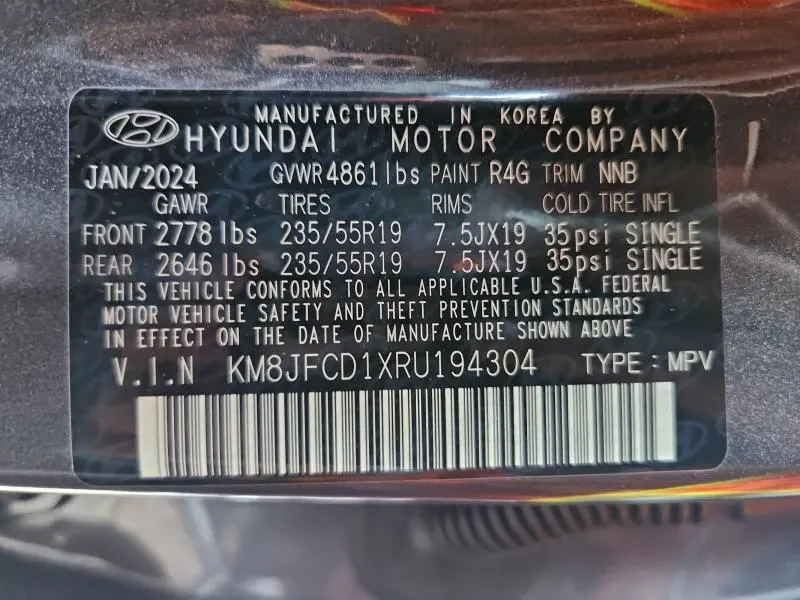 MANUFACTURED IN KOREA BY
HYUNDAI MOTOR COMPANY
JAN/2024 GVWR 4861lbs PAINT R4G TRIM NNB
GAWR TIRES RIMS COLD TIRE INFL
FRONT 2778 lbs 235/55R19 7.5JX19 35psi SINGLE
REAR 2646 lbs 235/55R19 7.5JX19 35psi SINGLE
THIS VEHICLE CONFORMS TO ALL APPLICABLE U.S.A. FEDERAL
MOTOR VEHICLE SAFETY AND THEFT PREVENTION STANDARDS
IN EFFECT ON THE DATE OF MANUFACTURE SHOWN ABOVE
V.I.N KM8JFCD1XRU194304 TYPE : MPV